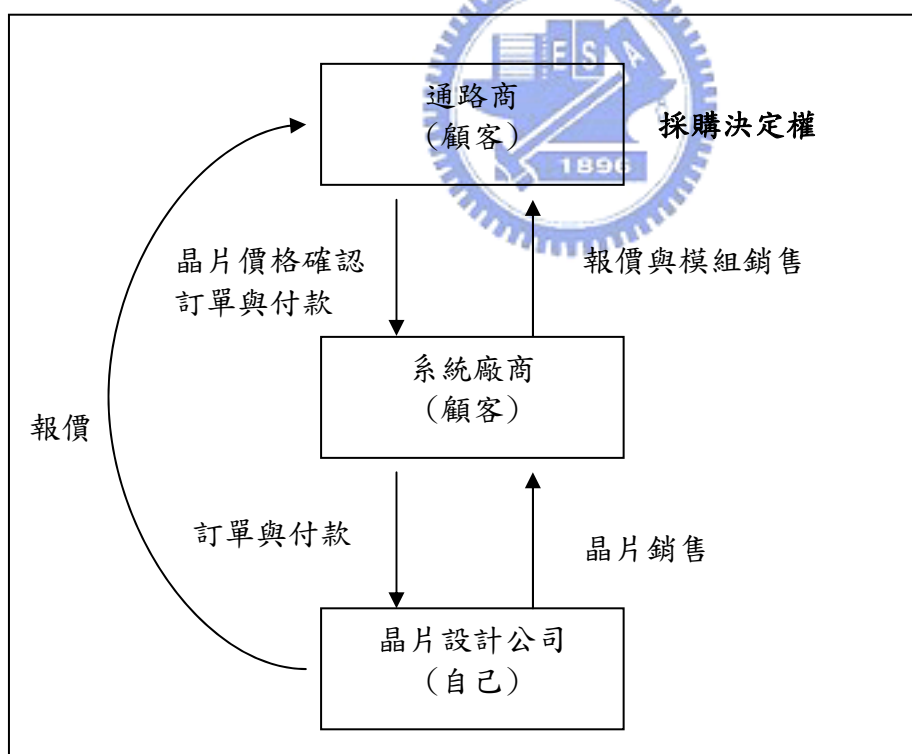 ESA
通路商
(顧客)
採購決定權
1896
晶片價格確認
訂單與付款
報價與模組銷售
系統廠商
(顧客)
報價
訂單與付款
晶片銷售
晶片設計公司
(自己)